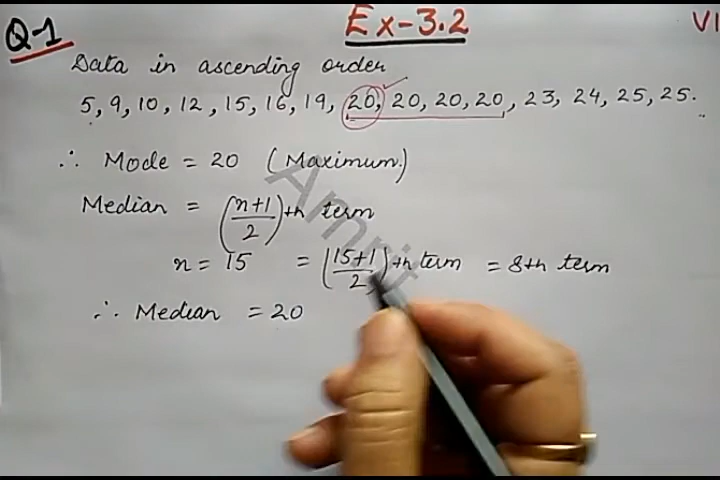 Q-1
Ex-3.2
VI
Data in ascending order
5, 9, 10, 12, 15, 16, 19, 20, 20, 20, 20, 23, 24, 25, 25.
∴ Mode = 20 (Maximum)
Median = (n+1/2)th term
n = 15 = (15+1/2)th term = 8th term
∴ Median = 20
Amrit